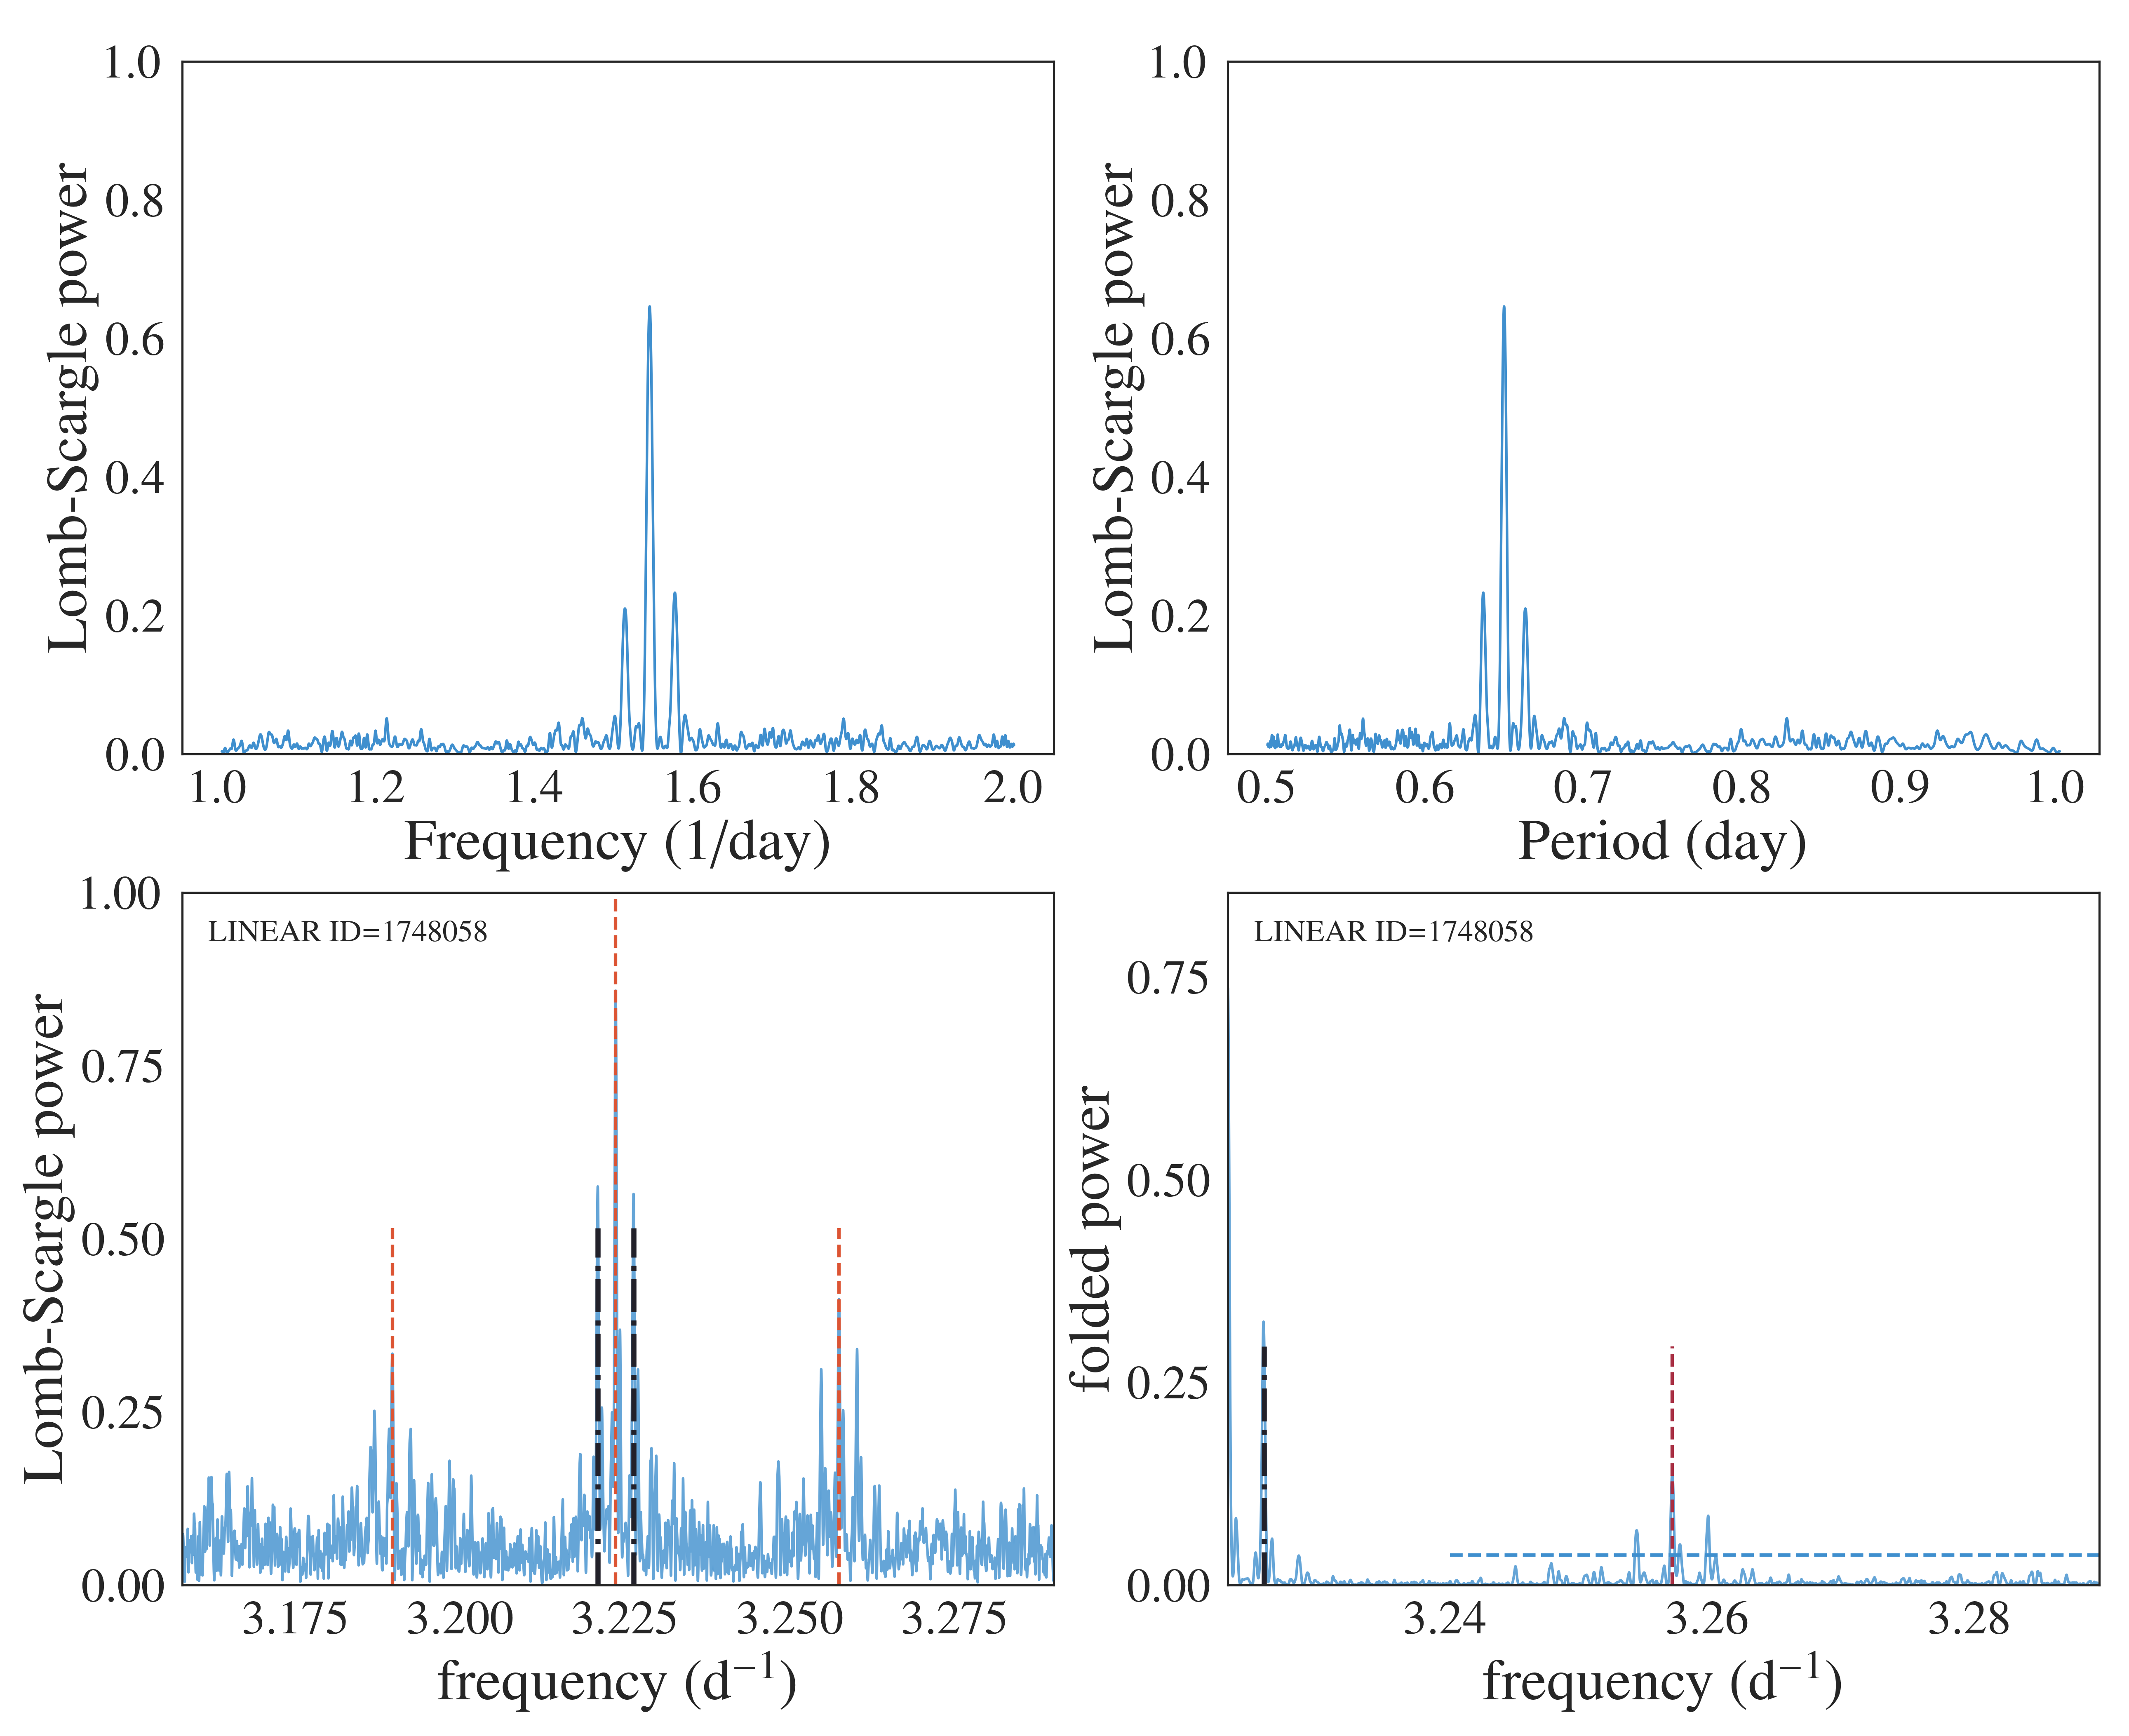 1.0
0.8
0.6
0.4
0.2
0.0
Lomb-Scargle power
1.0 1.2 1.4 1.6 1.8 2.0
Frequency (1/day)
1.0
0.8
0.6
0.4
0.2
0.0
Lomb-Scargle power
0.5 0.6 0.7 0.8 0.9 1.0
Period (day)
LINEAR ID=1748058
1.00
0.75
0.50
0.25
0.00
Lomb-Scargle power
3.175 3.200 3.225 3.250 3.275
frequency (d⁻¹)
LINEAR ID=1748058
0.75
0.50
0.25
0.00
folded power
3.24 3.26 3.28
frequency (d⁻¹)